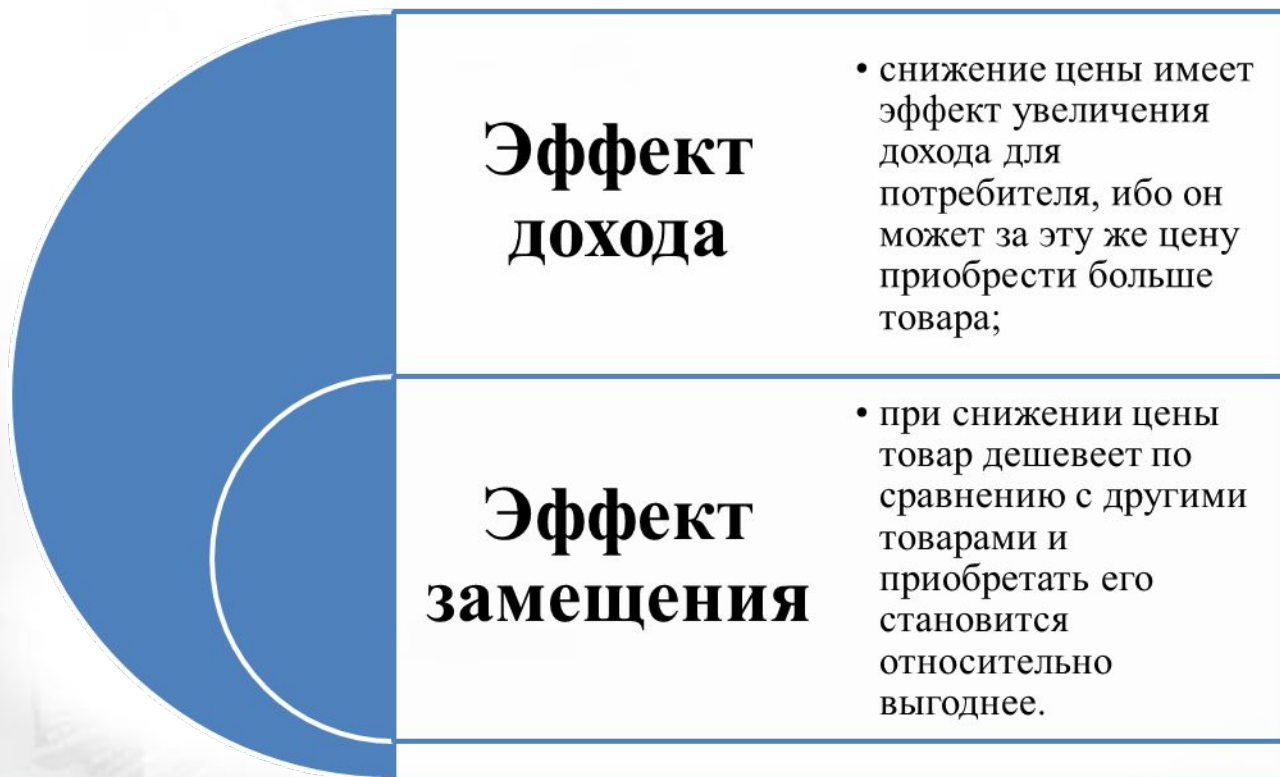 Эффект
дохода
• снижение цены имеет
эффект увеличения
дохода для
потребителя, ибо он
может за эту же цену
приобрести больше
товара;
Эффект
замещения
• при снижении цены
товар дешевеет по
сравнению с другими
товарами и
приобретать его
становится
относительно
выгоднее.